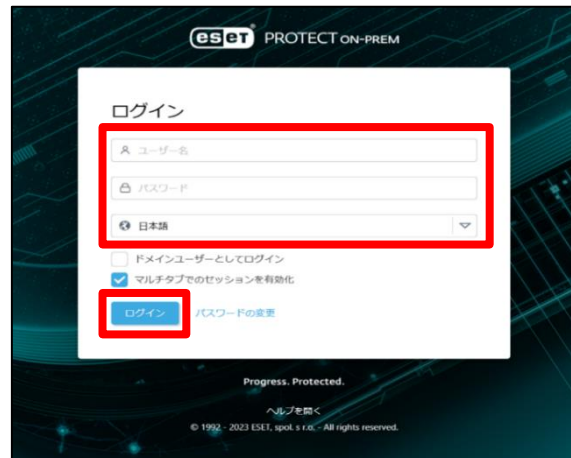 eseT PROTECT ON-PREM
ログイン
ユーザー名
パスワード
日本語
ドメインユーザーとしてログイン
マルチタブでのセッションを有効化
ログイン パスワードの変更
Progress. Protected.
ヘルプを開く
© 1992 - 2023 ESET, spol. s r.o. - All rights reserved.